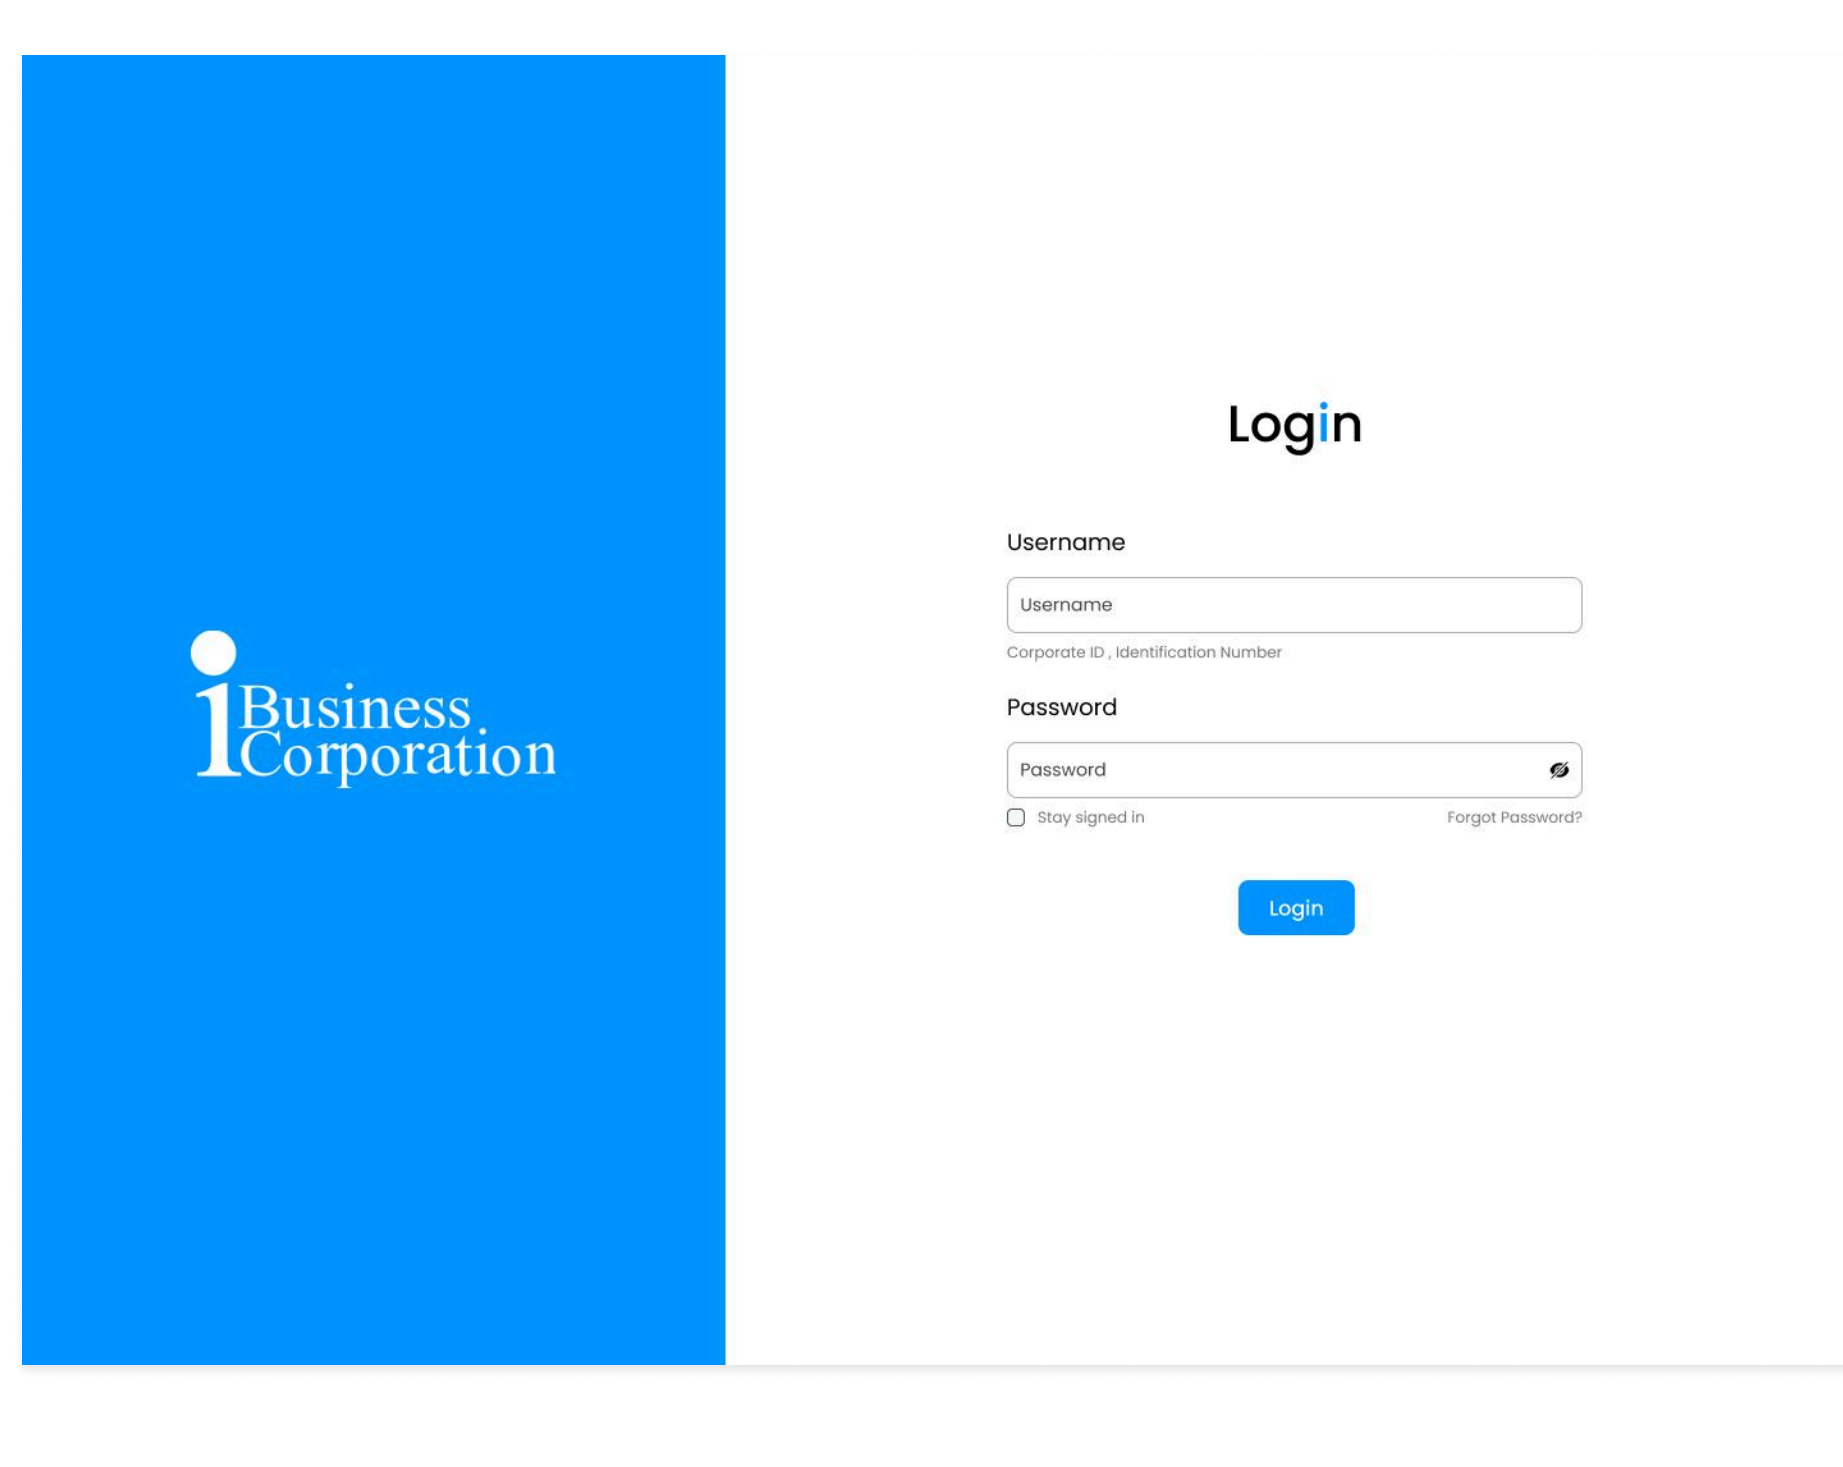 iBusiness
Corporation
Login
Username
Username
Corporate ID , Identification Number
Password
Password
Stay signed in
Forgot Password?
Login